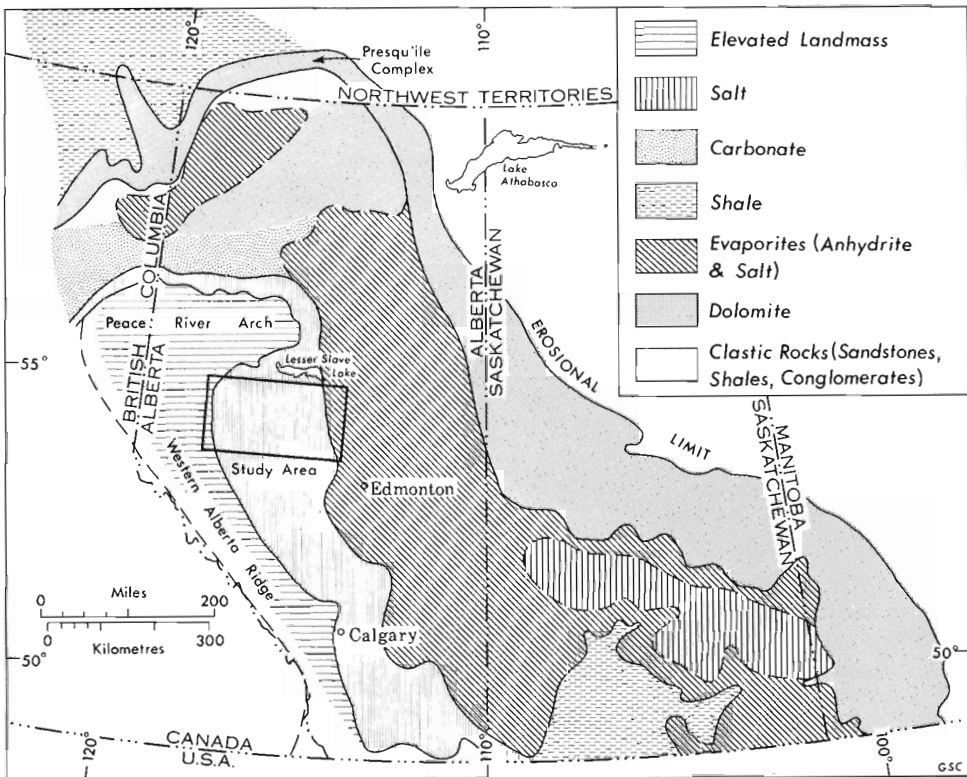 120°
110°
Presqu'ile
Complex
NORTHWEST TERRITORIES
Lake
Athabasca
BRITISH COLUMBIA
ALBERTA
ALBERTA
SASKATCHEWAN
Peace River Arch
55°
Lesser Slave
Lake
Study Area
Edmonton
Western Alberta Ridge
EROSIONAL LIMIT
MANITOBA
SASKATCHEWAN
0 Miles 200
0 Kilometres 300
Calgary
50°
50°
CANADA
U.S.A.
120°
110°
100°
GSC
Elevated Landmass
Salt
Carbonate
Shale
Evaporites (Anhydrite
& Salt)
Dolomite
Clastic Rocks (Sandstones,
Shales, Conglomerates)